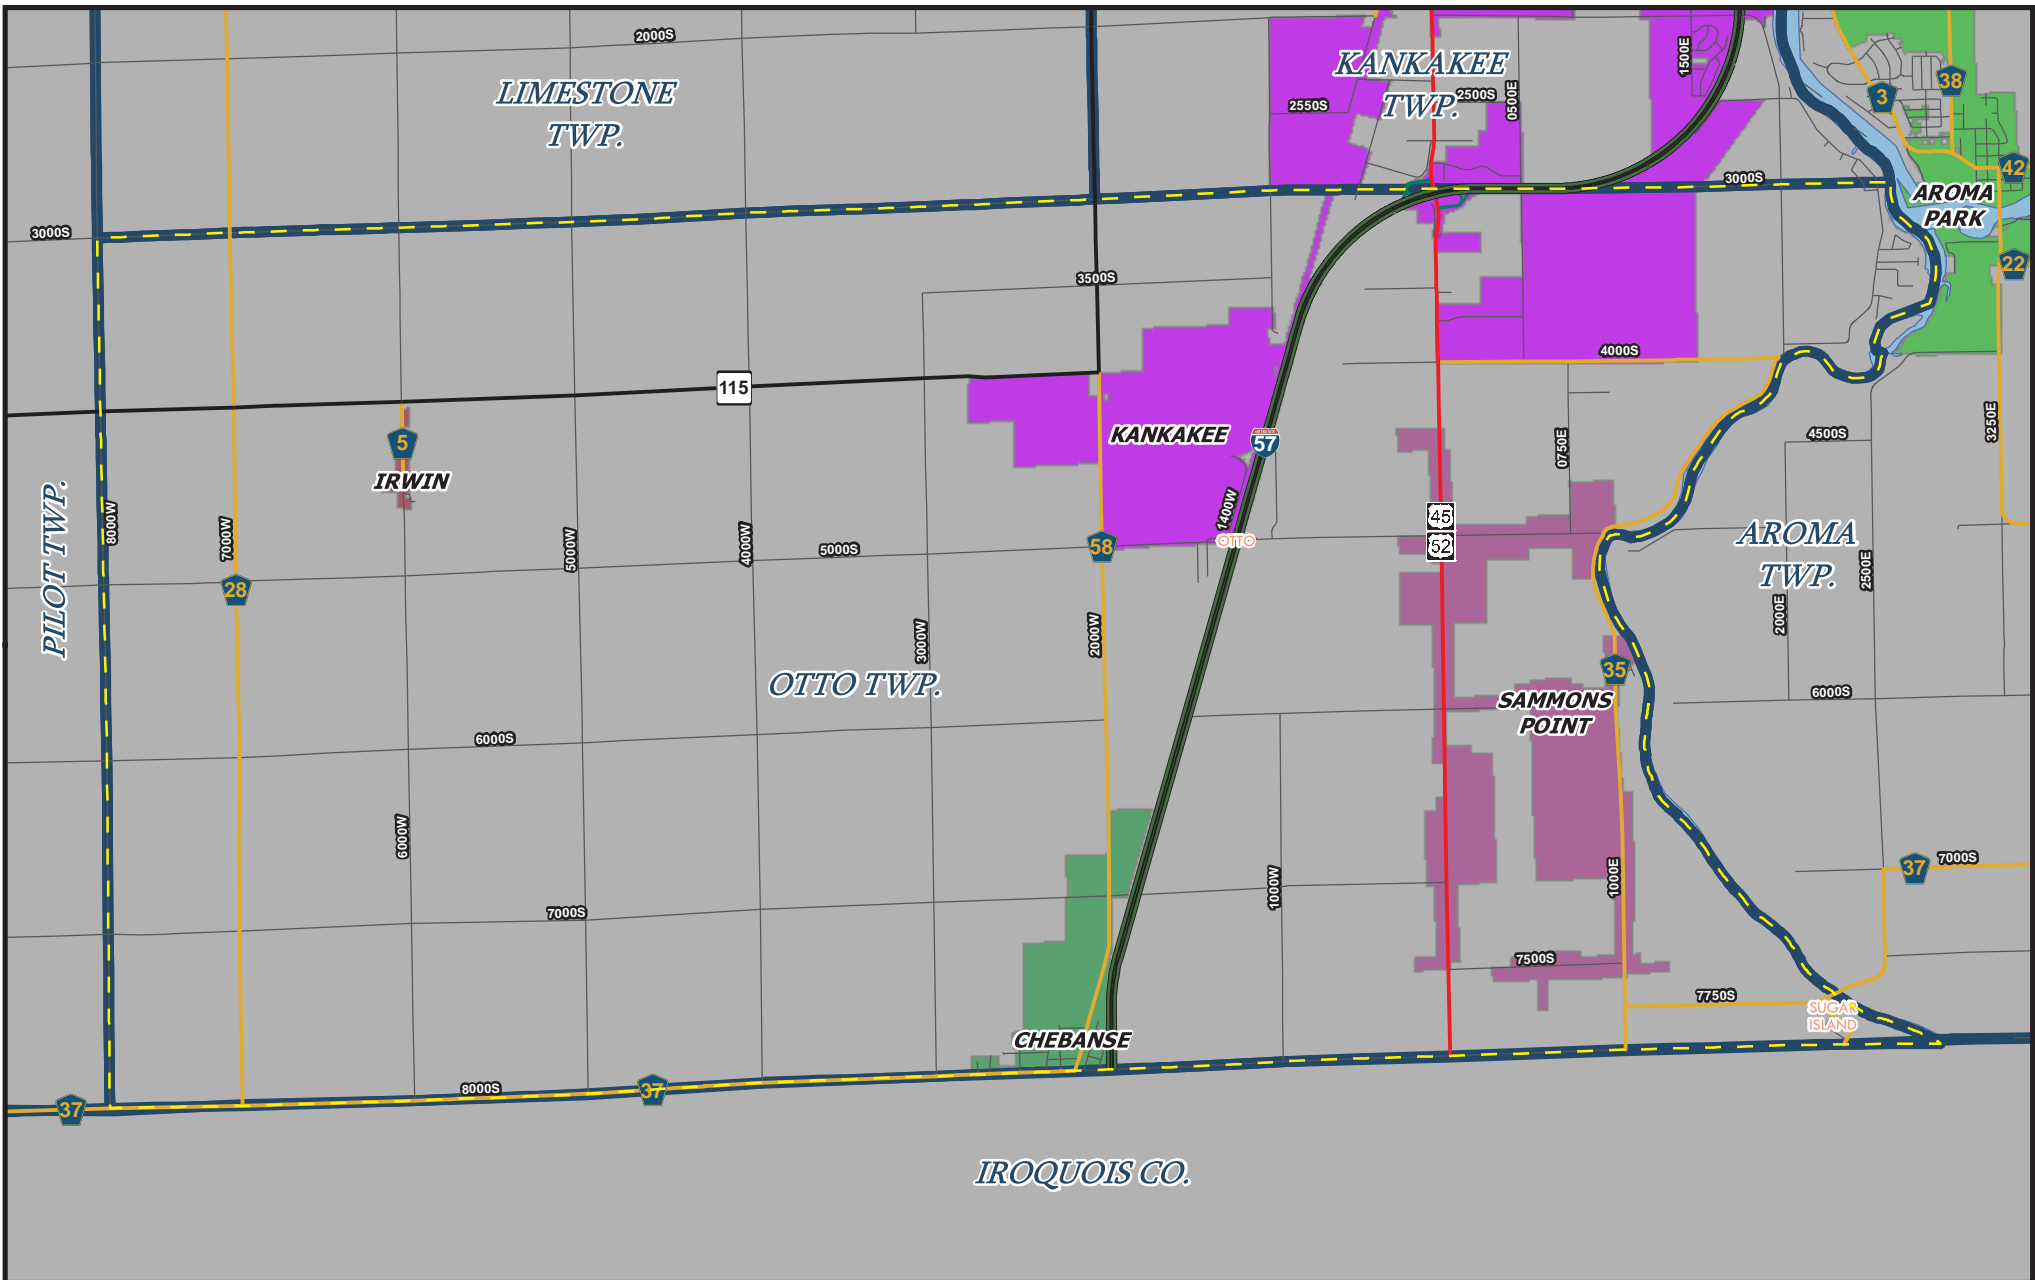 2000S
LIMESTONE
TWP.
KANKAKEE
TWP.
2550S
2500S
0500E
1500E
3
38
42
AROMA
PARK
22
3000S
3000S
3500S
115
4000S
5
IRWIN
KANKAKEE
57
1400W
OTTO
45
52
0750E
4500S
3250E
AROMA
TWP.
2500E
2000E
PILOT TWP.
8000W
7000W
28
5000W
4000W
5000S
58
3000W
2000W
OTTO TWP.
35
SAMMONS
POINT
6000S
6000S
6000W
7000S
1000W
1000E
37
7000S
7500S
7750S
SUGAR
ISLAND
CHEBANSE
37
8000S
37
IROQUOIS CO.